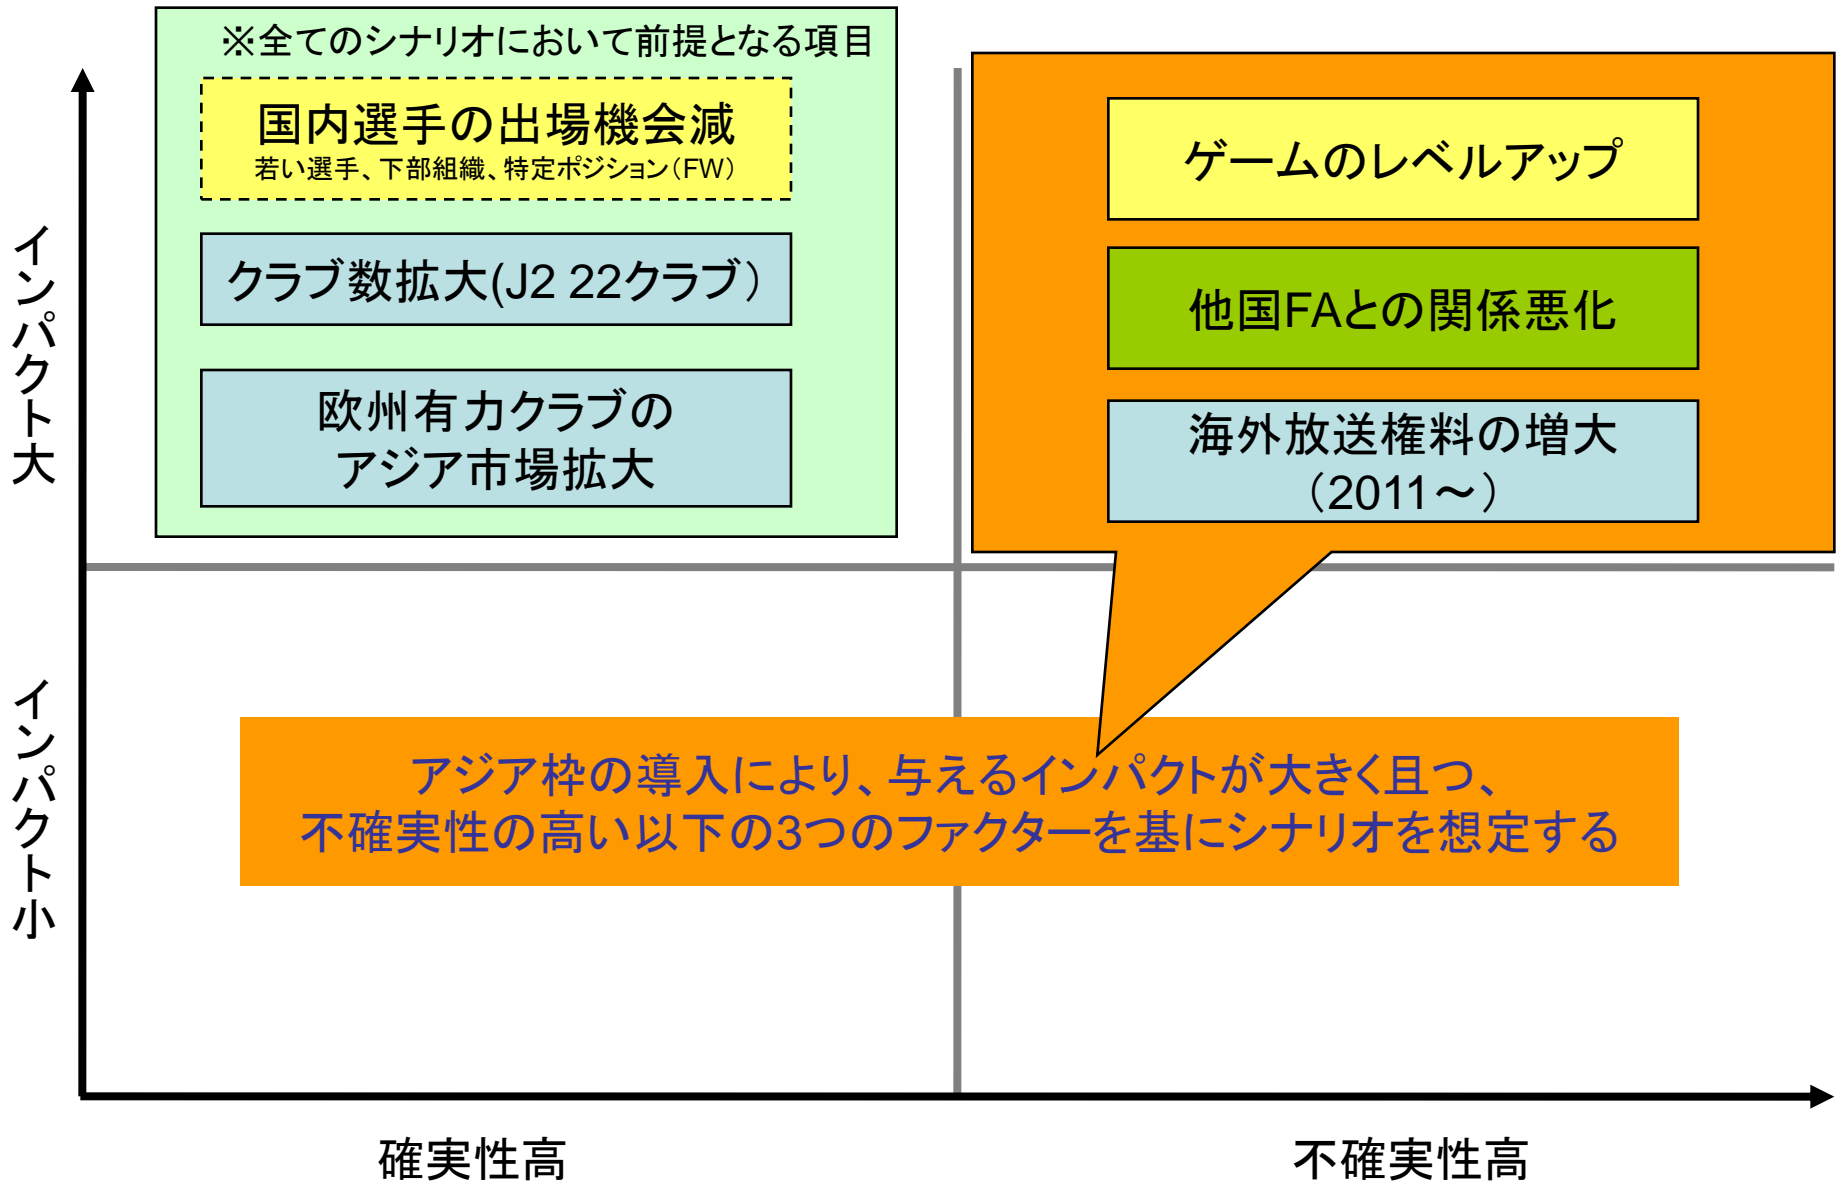 ※全てのシナリオにおいて前提となる項目
国内選手の出場機会減
若い選手、下部組織、特定ポジション(FW)
クラブ数拡大(J2 22クラブ)
欧州有力クラブの
アジア市場拡大
ゲームのレベルアップ
他国FAとの関係悪化
海外放送権料の増大
(2011～)
インパクト大
インパクト小
アジア枠の導入により、与えるインパクトが大きく且つ、
不確実性の高い以下の3つのファクターを基にシナリオを想定する
確実性高
不確実性高